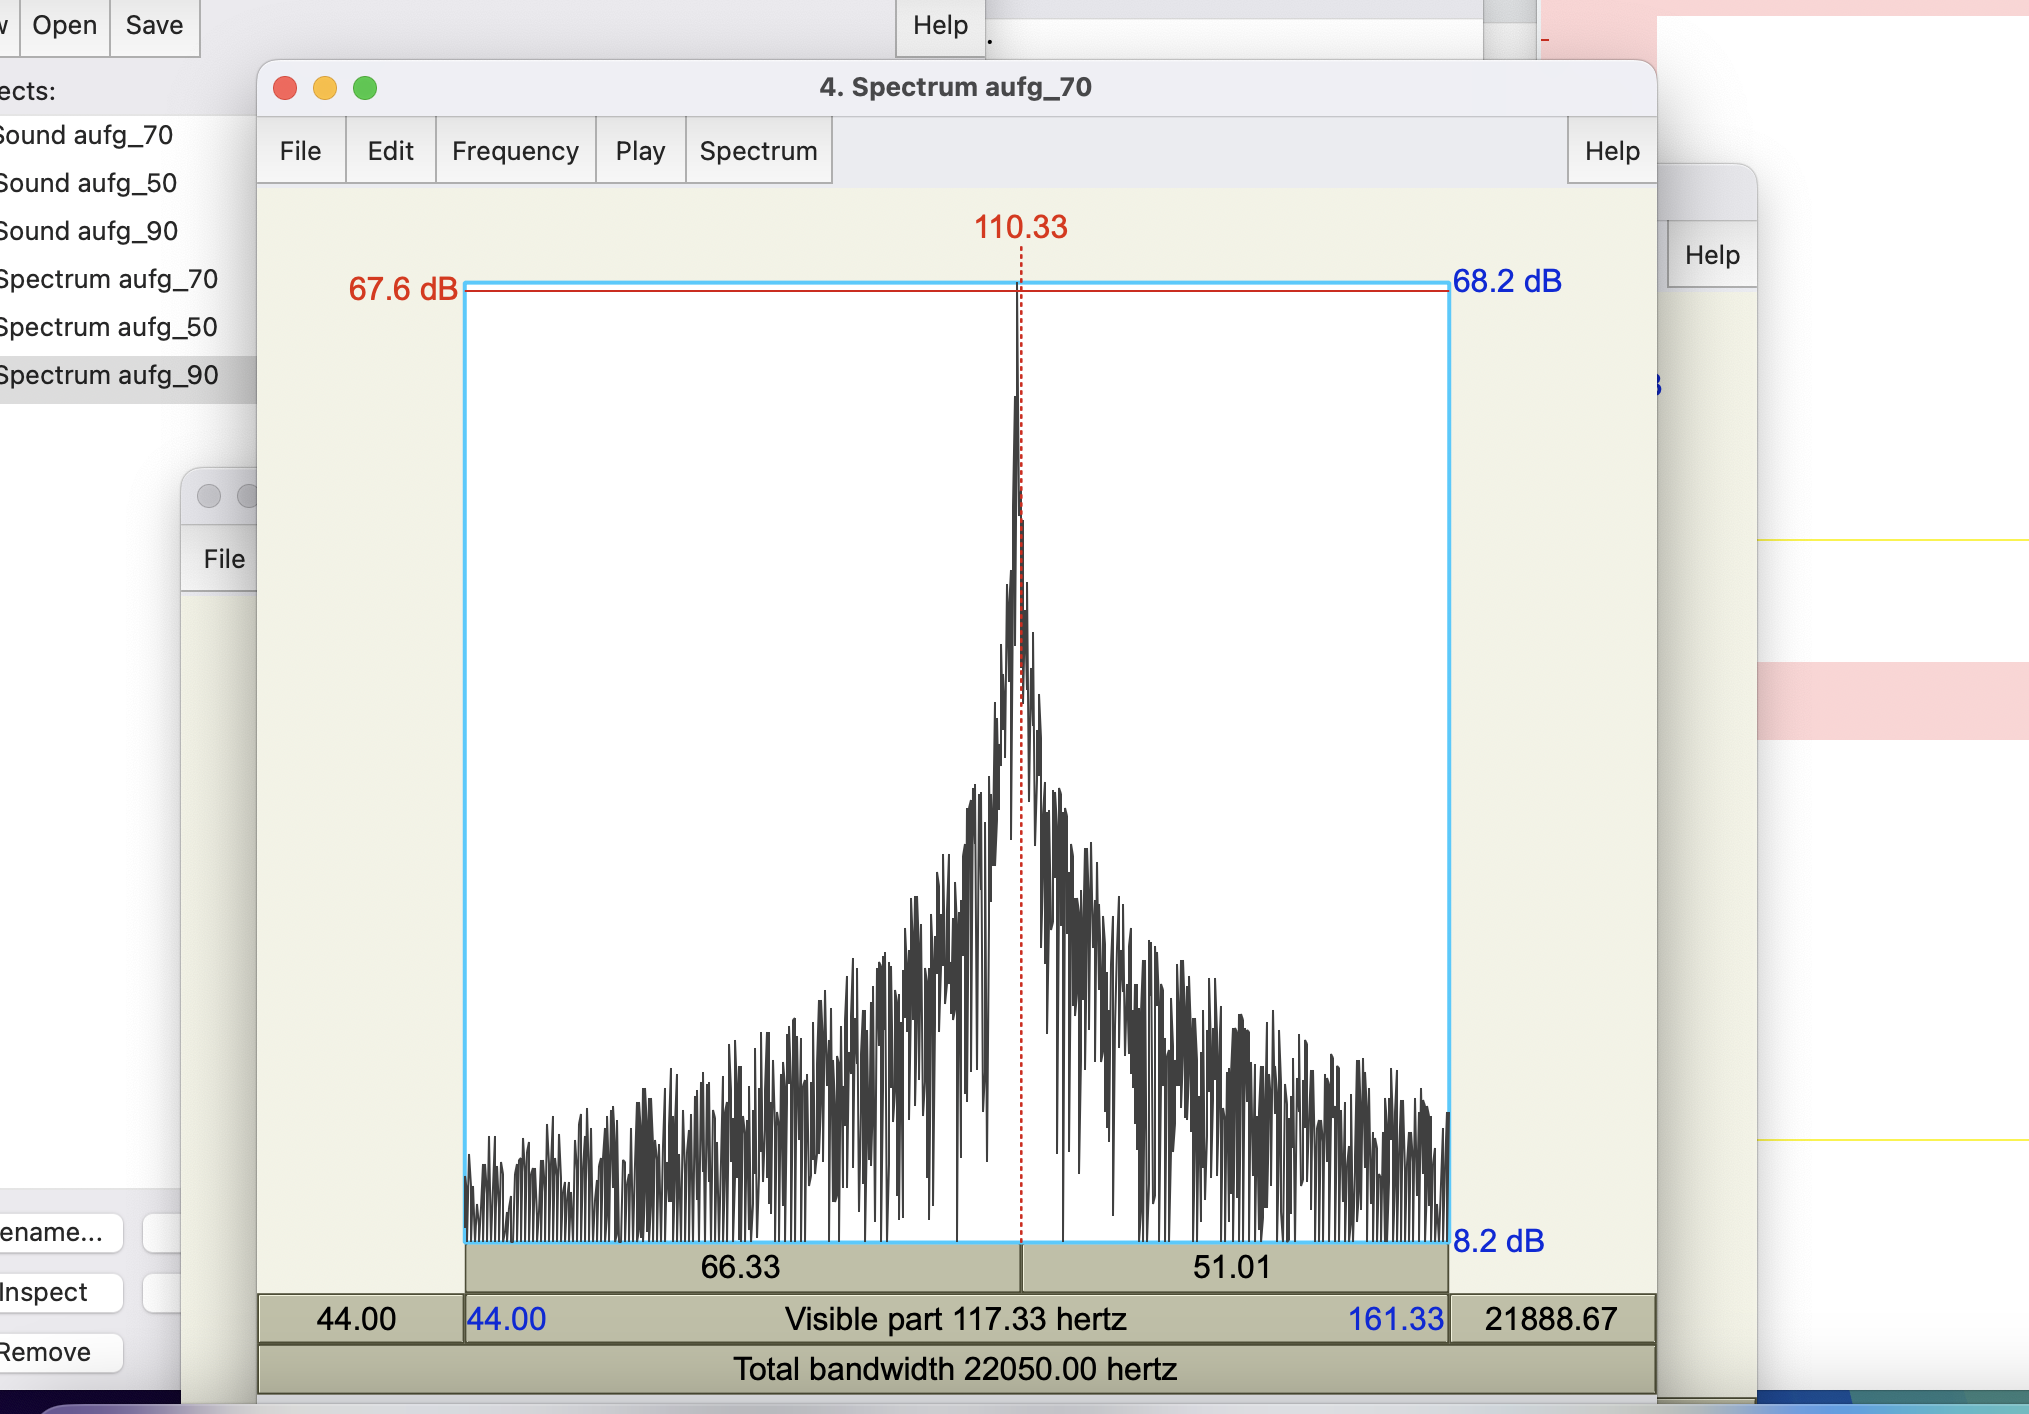 Open Save Help
ects:
Sound aufg_70
Sound aufg_50
Sound aufg_90
Spectrum aufg_70
Spectrum aufg_50
Spectrum aufg_90
ename...
Inspect
Remove
File
4. Spectrum aufg_70
File Edit Frequency Play Spectrum Help
110.33
67.6 dB 68.2 dB
8.2 dB
66.33 51.01
44.00 44.00 Visible part 117.33 hertz 161.33 21888.67
Total bandwidth 22050.00 hertz
Help